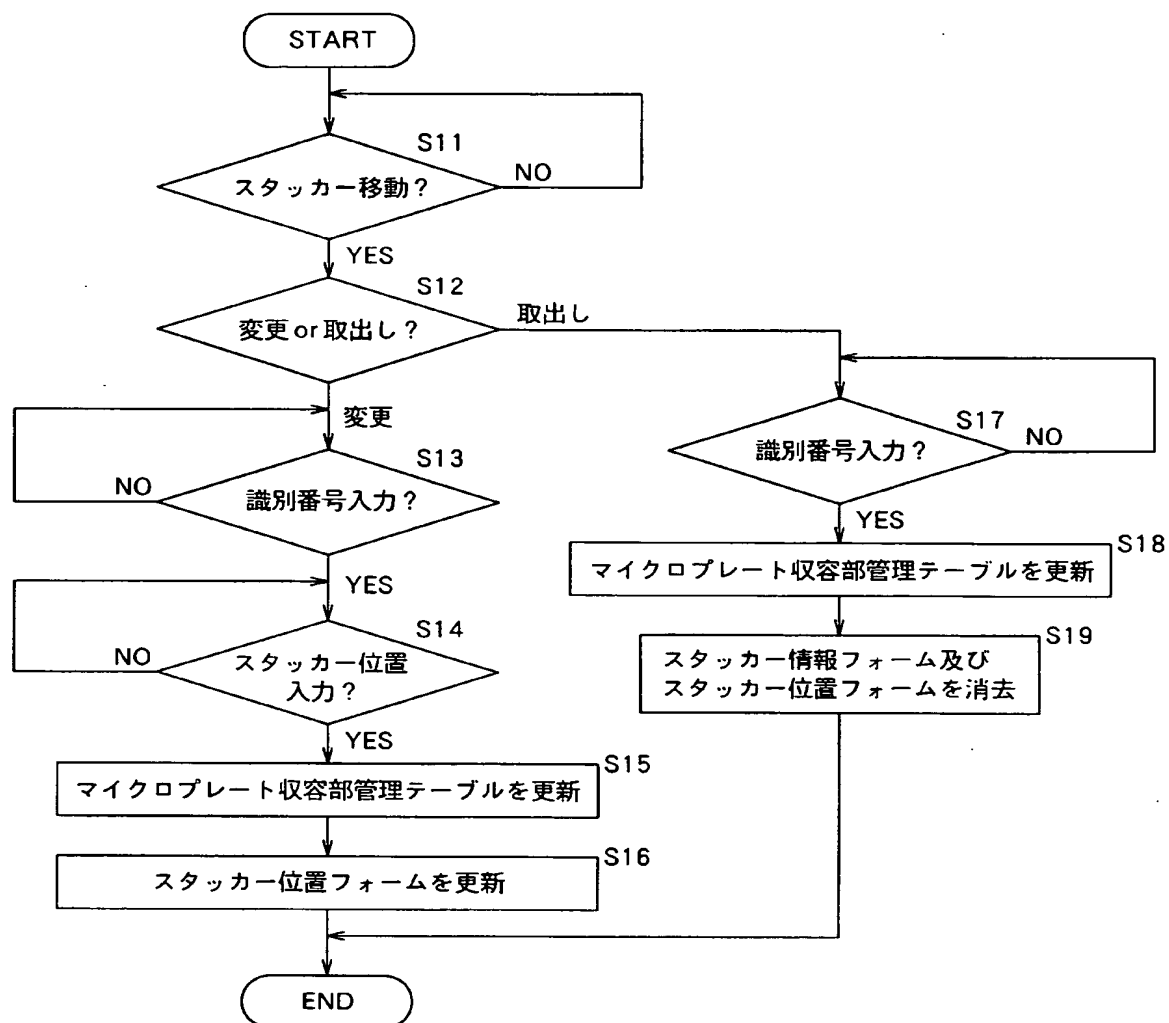 START
S11
スタッカー移動？
NO
YES
S12
変更or取出し？
取出し
変更
S13
識別番号入力？
NO
YES
S14
スタッカー位置
入力？
NO
YES
S15
マイクロプレート収容部管理テーブルを更新
S16
スタッカー位置フォームを更新
S17
識別番号入力？
NO
YES
S18
マイクロプレート収容部管理テーブルを更新
S19
スタッカー情報フォーム及び
スタッカー位置フォームを消去
END